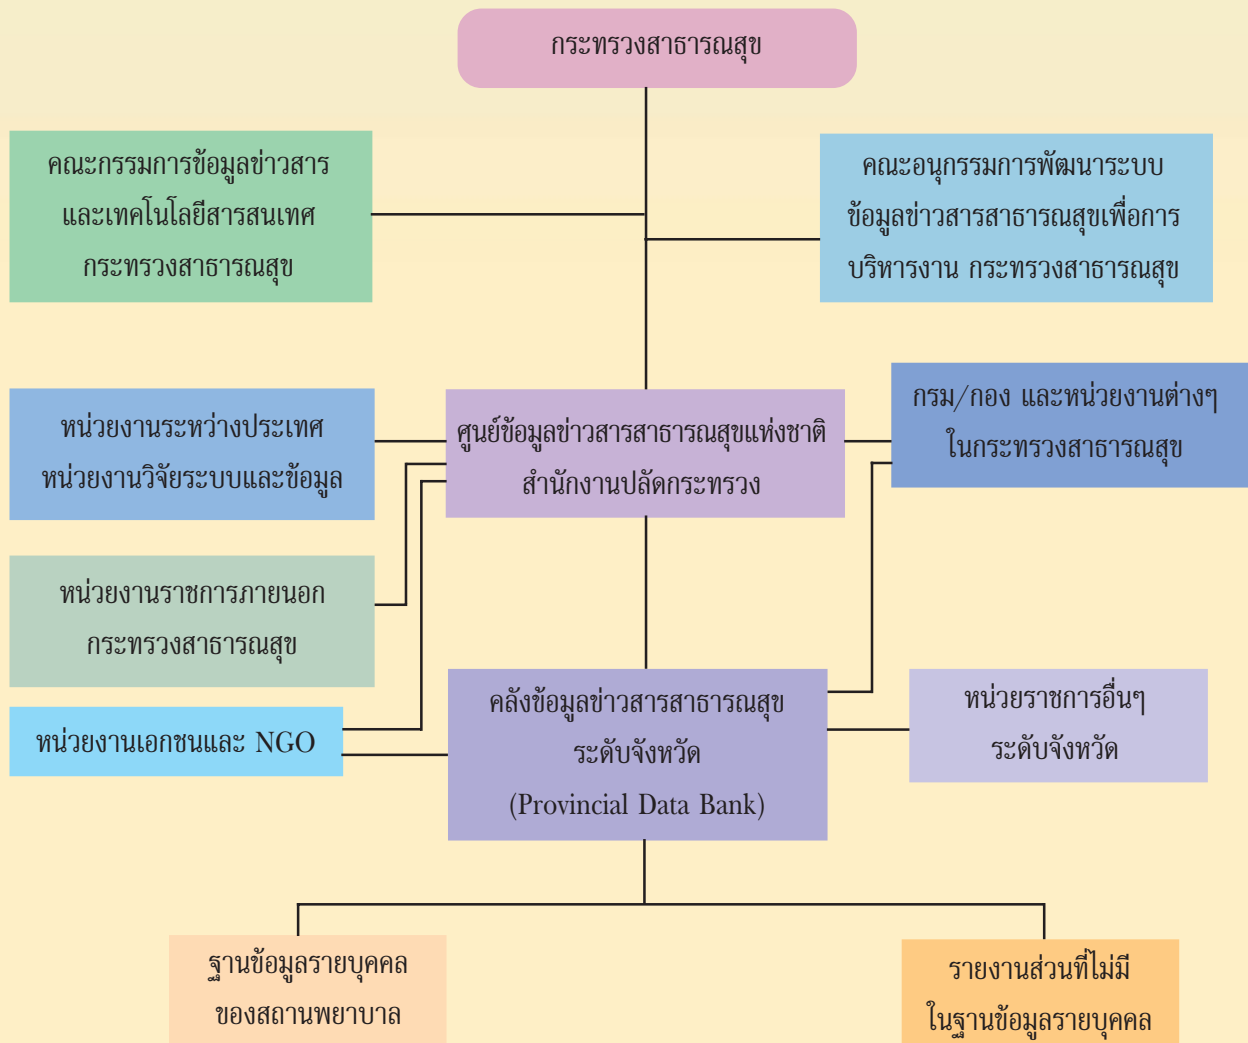 กระทรวงสาธารณสุข
คณะกรรมการข้อมูลข่าวสาร
และเทคโนโลยีสารสนเทศ
กระทรวงสาธารณสุข
คณะอนุกรรมการพัฒนาระบบ
ข้อมูลข่าวสารสาธารณสุขเพื่อการ
บริหารงาน กระทรวงสาธารณสุข
หน่วยงานระหว่างประเทศ
หน่วยงานวิจัยระบบและข้อมูล
ศูนย์ข้อมูลข่าวสารสาธารณสุขแห่งชาติ
สำนักงานปลัดกระทรวง
กรม/กอง และหน่วยงานต่างๆ
ในกระทรวงสาธารณสุข
หน่วยงานราชการภายนอก
กระทรวงสาธารณสุข
หน่วยงานเอกชนและ NGO
คลังข้อมูลข่าวสารสาธารณสุข
ระดับจังหวัด
(Provincial Data Bank)
หน่วยราชการอื่นๆ
ระดับจังหวัด
ฐานข้อมูลรายบุคคล
ของสถานพยาบาล
รายงานส่วนที่ไม่มี
ในฐานข้อมูลรายบุคคล